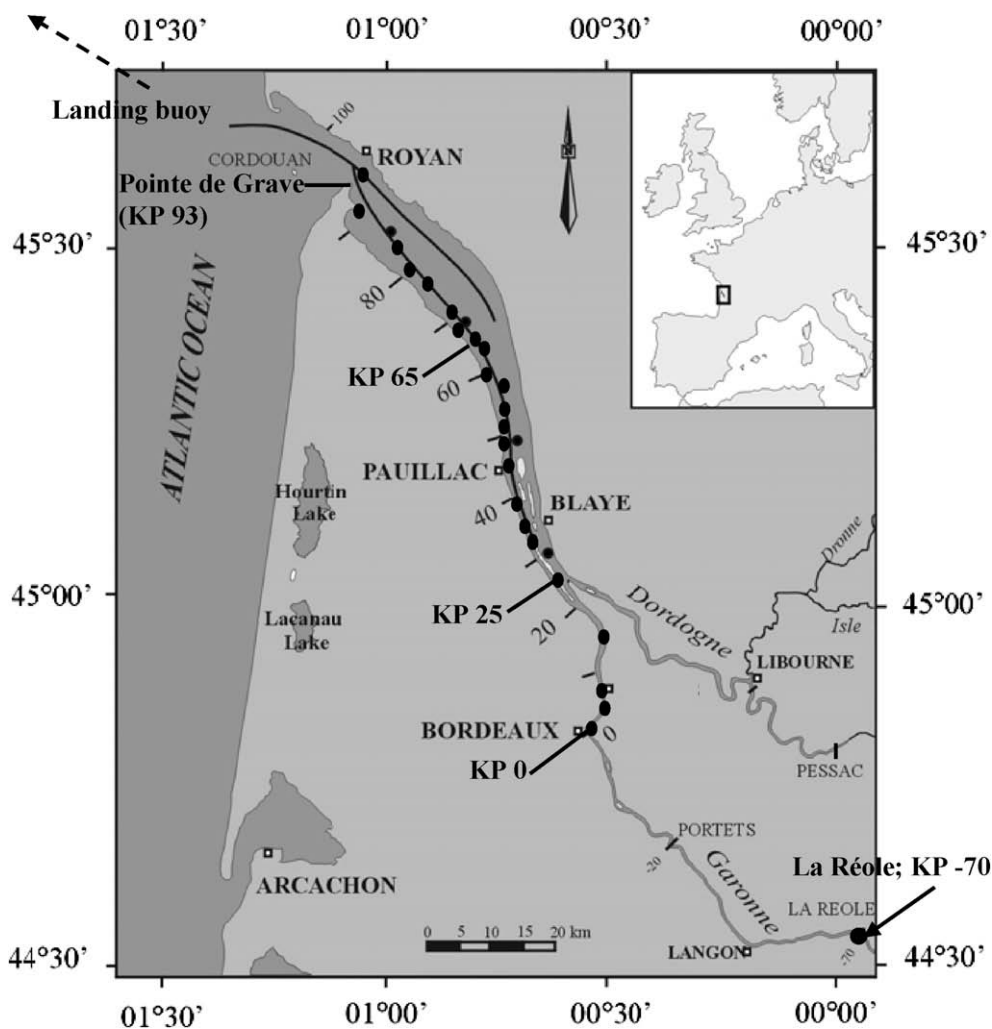 01°30' 01°00' 00°30' 00°00'
Landing buoy
100
CORDOUAN
ROYAN
Pointe de Grave
(KP 93)
45°30' 45°30'
80
ATLANTIC OCEAN
KP 65
60
PAUILLAC
Hourtin
Lake
40
BLAYE
Dronne
45°00' 45°00'
KP 25
Dordogne
Isle
Lacanau
Lake
20
LIBOURNE
BORDEAUX
0
KP 0
PESSAC
PORTETS
-20
Garonne
La Réole; KP -70
ARCACHON
LA REOLE
0 5 10 15 20 km
LANGON
-70
44°30' 44°30'
01°30' 01°00' 00°30' 00°00'